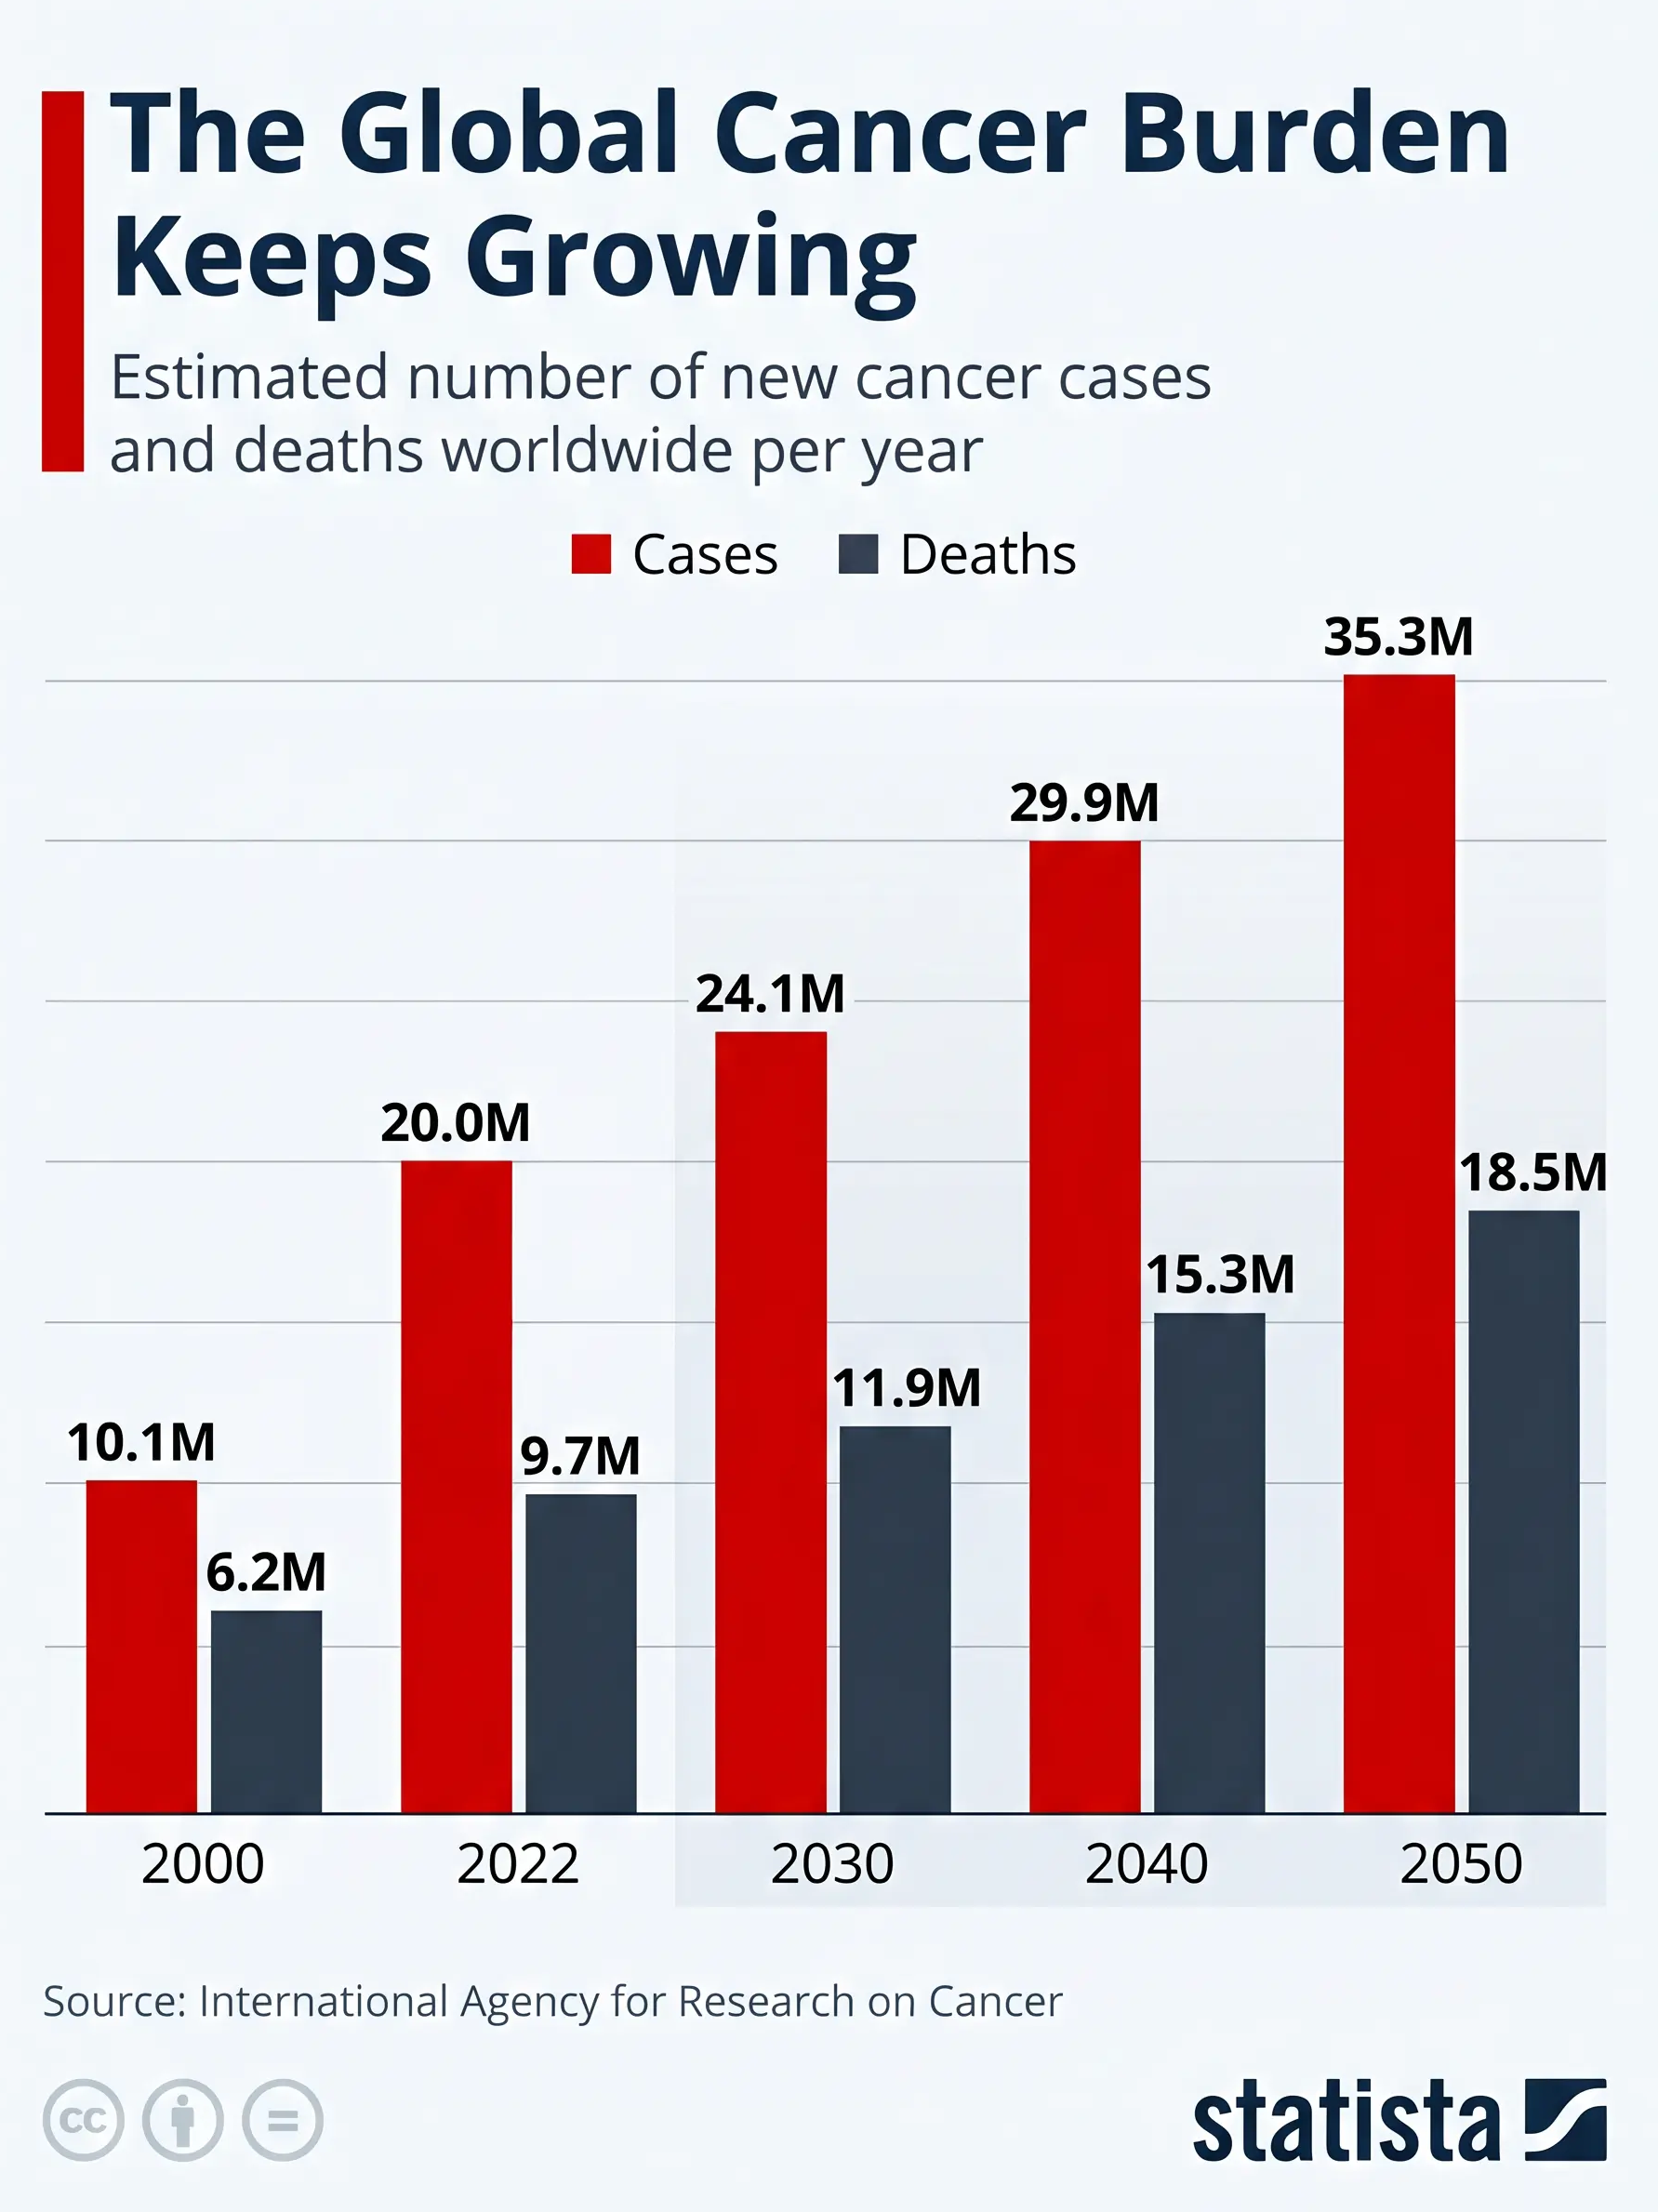 The Global Cancer Burden
Keeps Growing
Estimated number of new cancer cases
and deaths worldwide per year
Cases Deaths
35.3M
29.9M
24.1M
20.0M
18.5M
15.3M
11.9M
10.1M
9.7M
6.2M
2000 2022 2030 2040 2050
Source: International Agency for Research on Cancer
cc
statista